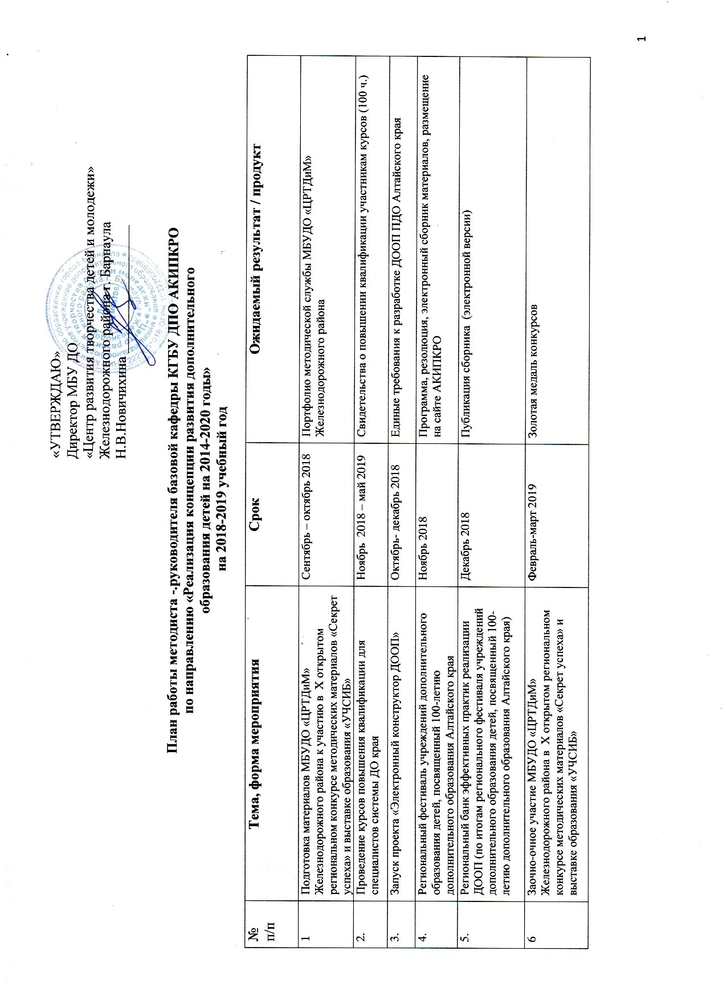 1
«УТВЕРЖДАЮ»
Директор МБУ ДО
«Центр развития творчества детей и молодежи»
Железнодорожного района г. Барнаула
Н.В.Новичихина
План работы методиста -.руководителя базовой кафедры КГБУ ДПО АКИПКРО
по направлению «Реализация концепции развития дополнительного
образования детей на 2014-2020 годы»
на 2018-2019 учебный год
№
п/п
Тема, форма мероприятия
Срок
Ожидаемый результат / продукт
1
Подготовка материалов МБУДО «ЦРТДиМ»
Железнодорожного района к участию в  X открытом
региональном конкурсе методических материалов «Секрет
успеха» и выставке образования «УЧСИБ»
Сентябрь – октябрь 2018
Портфолио методической службы МБУДО «ЦРТДиМ»
Железнодорожного района
2.
Проведение курсов повышения квалификации для
специалистов системы ДО края
Ноябрь  2018 – май 2019
Свидетельства о повышении квалификации участникам курсов (100 ч.)
3.
Запуск проекта «Электронный конструктор ДООП»
Октябрь- декабрь 2018
Единые требования к разработке ДООП ПДО Алтайского края
4.
Региональный фестиваль учреждений дополнительного
образования детей, посвященный 100-летию
дополнительного образования Алтайского края
Ноябрь 2018
Программа, резолюция, электронный сборник материалов, размещение
на сайте АКИПКРО
5.
Региональный банк эффективных практик реализации
ДООП (по итогам регионального фестиваля учреждений
дополнительного образования детей, посвященный 100-
летию дополнительного образования Алтайского края)
Декабрь 2018
Публикация сборника  (электронной версии)
6
Заочно-очное участие МБУДО «ЦРТДиМ»
Железнодорожного района в  X открытом региональном
конкурсе методических материалов «Секрет успеха» и
выставке образования «УЧСИБ»
Февраль-март 2019
Золотая медаль конкурсов